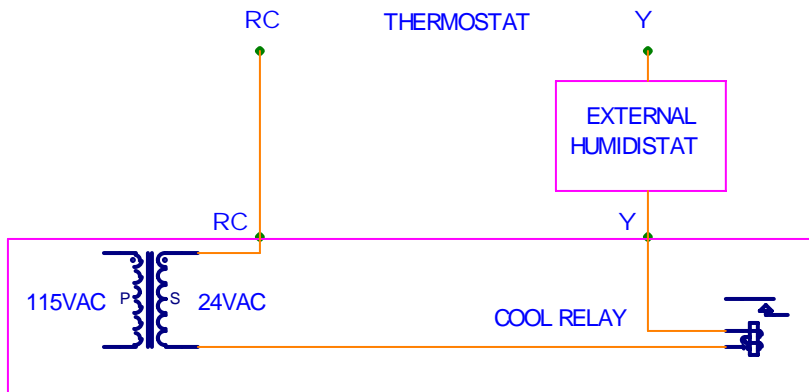 RC THERMOSTAT Y
EXTERNAL
HUMIDISTAT
RC Y
115VAC P S 24VAC
COOL RELAY